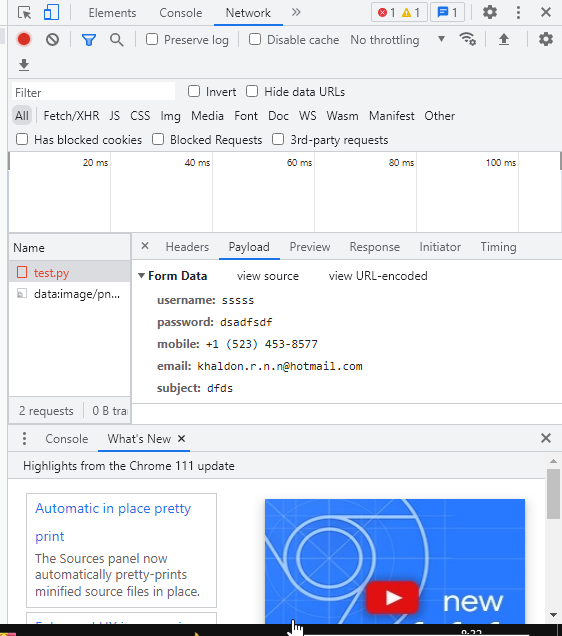 Elements Console Network » 1 1 1
Preserve log Disable cache No throttling
Filter Invert Hide data URLs
All Fetch/XHR JS CSS Img Media Font Doc WS Wasm Manifest Other
Has blocked cookies Blocked Requests 3rd-party requests
20 ms 40 ms 60 ms 80 ms 100 ms
Name × Headers Payload Preview Response Initiator Timing
test.py
data:image/pn...
Form Data view source view URL-encoded
username: sssss
password: dsadfsdf
mobile: +1 (523) 453-8577
email: khaldon.r.n.n@hotmail.com
subject: dfds
2 requests 0 B tra
Console What's New ×
Highlights from the Chrome 111 update
Automatic in place pretty
print
The Sources panel now
automatically pretty-prints
minified source files in place.
new